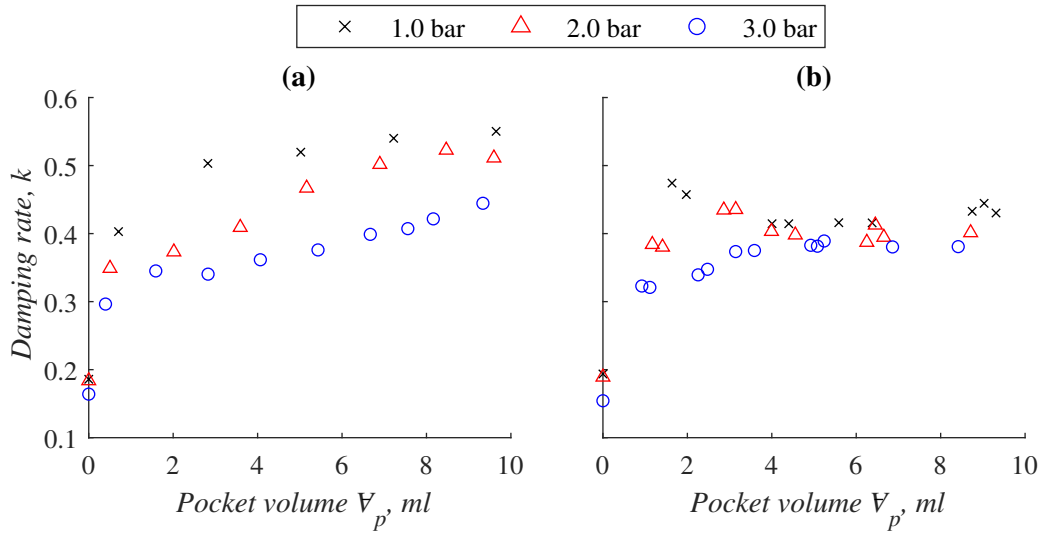 1.0 bar 2.0 bar 3.0 bar
(a) (b)
0.6
0.5
0.4
0.3
0.2
0.1
Damping rate, k
0 2 4 6 8 10
0 2 4 6 8 10
Pocket volume ∀p, ml
Pocket volume ∀p, ml